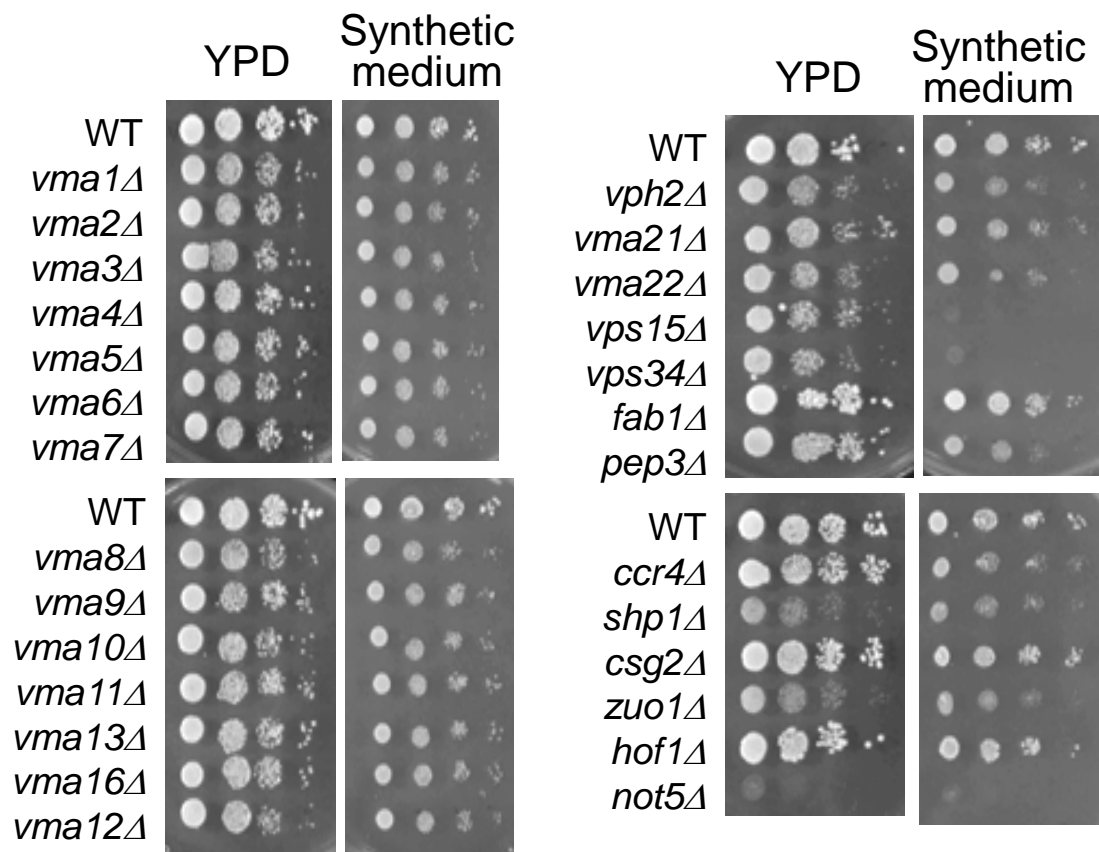 YPD
Synthetic
medium
WT
vma1Δ
vma2Δ
vma3Δ
vma4Δ
vma5Δ
vma6Δ
vma7Δ
WT
vma8Δ
vma9Δ
vma10Δ
vma11Δ
vma13Δ
vma16Δ
vma12Δ
YPD
Synthetic
medium
WT
vph2Δ
vma21Δ
vma22Δ
vps15Δ
vps34Δ
fab1Δ
pep3Δ
WT
ccr4Δ
shp1Δ
csg2Δ
zuo1Δ
hof1Δ
not5Δ